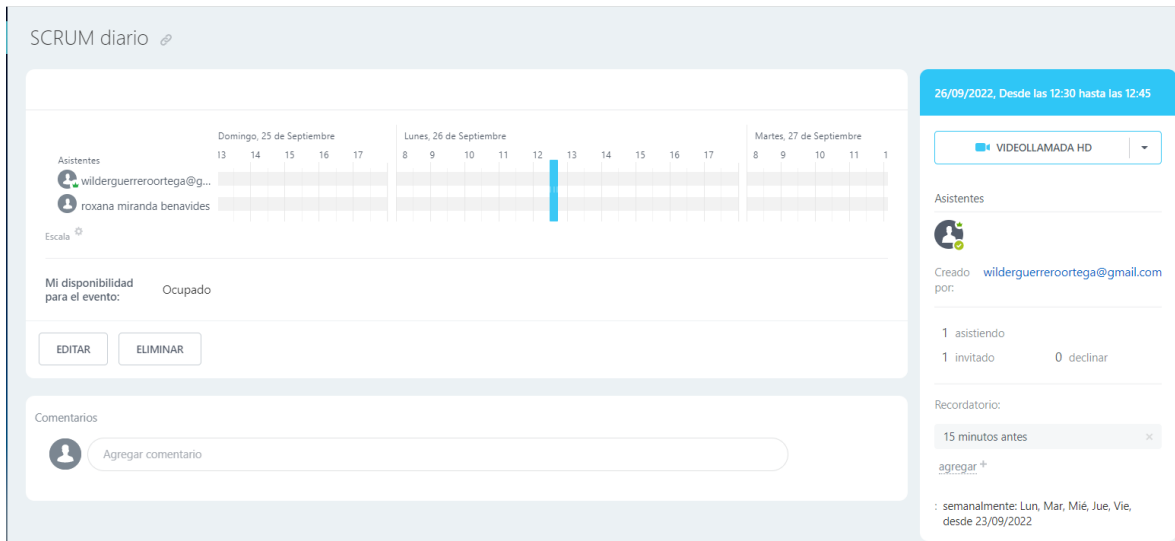 SCRUM diario
Domingo, 25 de Septiembre
Lunes, 26 de Septiembre
Martes, 27 de Septiembre
Asistentes
13 14 15 16 17
8 9 10 11 12 13 14 15 16 17
8 9 10 11 1
wilderguerreroortega@g...
roxana miranda benavides
Escala
Mi disponibilidad
para el evento:
Ocupado
EDITAR
ELIMINAR
Comentarios
Agregar comentario
26/09/2022, Desde las 12:30 hasta las 12:45
VIDEOLLAMADA HD
Asistentes
Creado
por:
wilderguerreroortega@gmail.com
1 asistiendo
1 invitado
0 declinar
Recordatorio:
15 minutos antes
agregar +
: semanalmente: Lun, Mar, Mié, Jue, Vie,
desde 23/09/2022